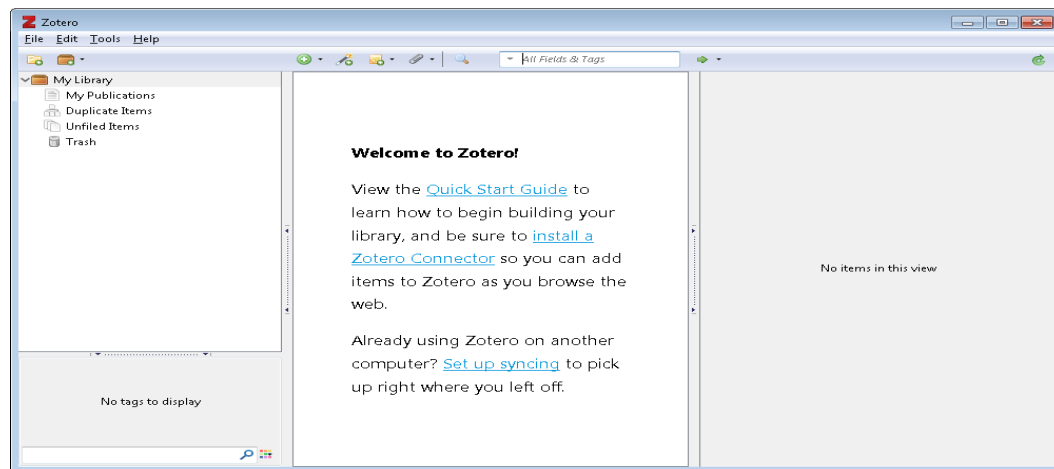 Zotero
File Edit Tools Help
All Fields & Tags
My Library
My Publications
Duplicate Items
Unfiled Items
Trash
Welcome to Zotero!
View the Quick Start Guide to
learn how to begin building your
library, and be sure to install a
Zotero Connector so you can add
items to Zotero as you browse the
web.
Already using Zotero on another
computer? Set up syncing to pick
up right where you left off.
No items in this view
No tags to display